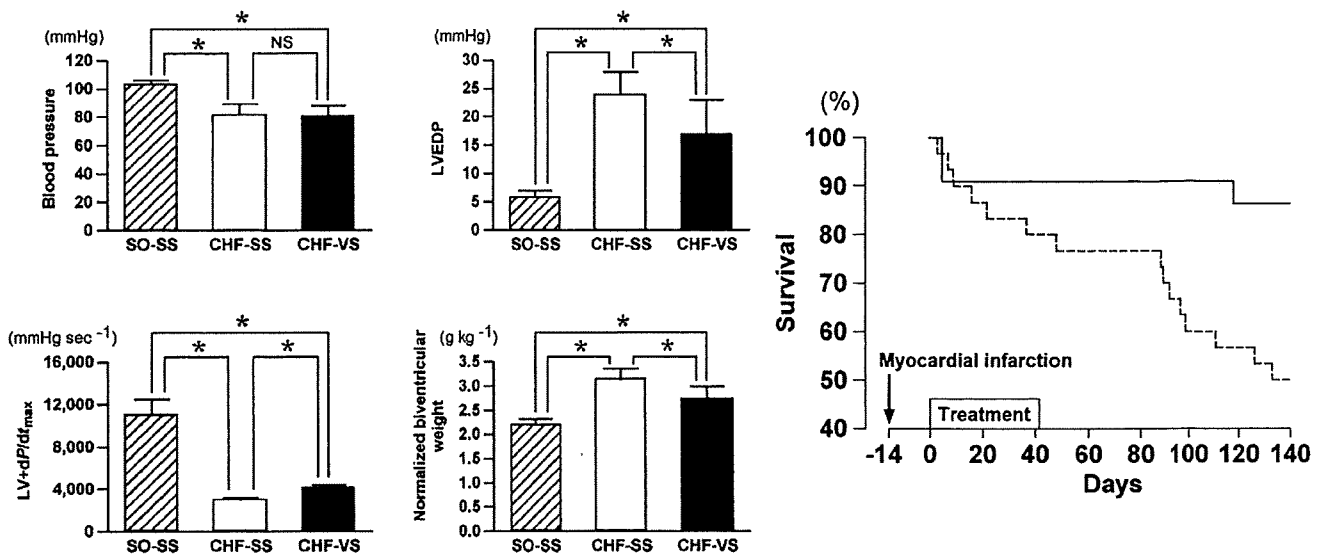 *
*
NS
(mmHg)
120
100
80
60
40
20
0
Blood pressure
SO-SS CHF-SS CHF-VS
*
*
*
(mmHg)
30
25
20
15
10
5
0
LVEDP
SO-SS CHF-SS CHF-VS
*
*
*
(mmHg sec⁻¹)
16,000
12,000
8,000
4,000
0
LV+dP/dtmax
SO-SS CHF-SS CHF-VS
*
*
*
(g kg⁻¹)
3.5
3.0
2.5
2.0
1.5
1.0
0.5
0.0
Normalized biventricular
weight
SO-SS CHF-SS CHF-VS
(%)
100
90
80
70
60
50
40
Survival
Myocardial infarction
Treatment
-14 0 20 40 60 80 100 120 140
Days